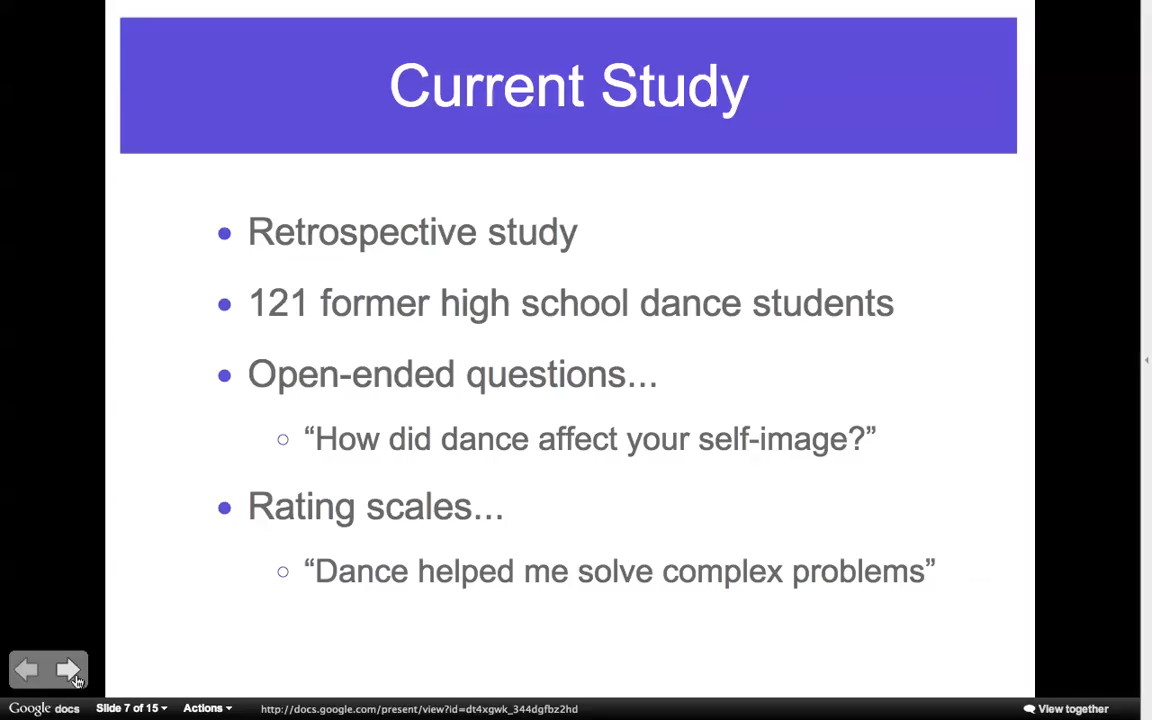 Current Study
• Retrospective study
• 121 former high school dance students
• Open-ended questions...
○ “How did dance affect your self-image?”
• Rating scales...
○ “Dance helped me solve complex problems”
Google docs Slide 7 of 15 Actions http://docs.google.com/present/view?id=dt4xgwk_344dgfbz2hd View together